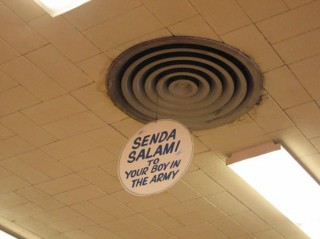 SENDA
SALAMI
TO
YOUR BOY IN
THE ARMY